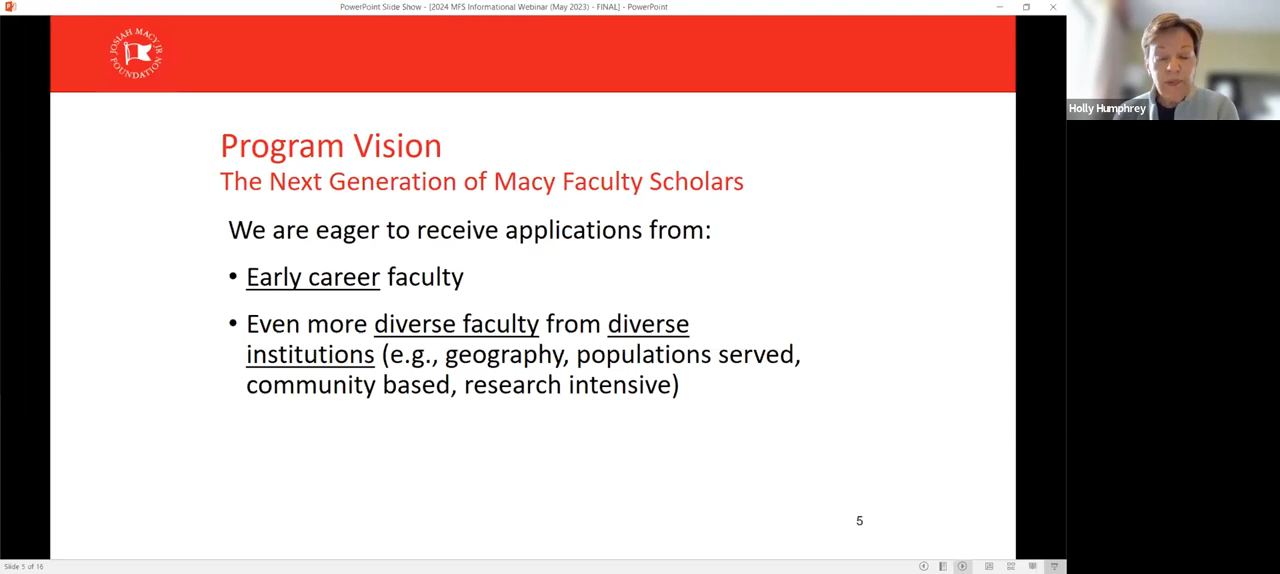 PowerPoint Slide Show - [2024 MFS Informational Webinar (May 2023) - FINAL] - PowerPoint
JOSIAH MACY JR
FOUNDATION
Holly Humphrey
Program Vision
The Next Generation of Macy Faculty Scholars
We are eager to receive applications from:
• Early career faculty
• Even more diverse faculty from diverse
institutions (e.g., geography, populations served,
community based, research intensive)
5
Slide 5 of 16